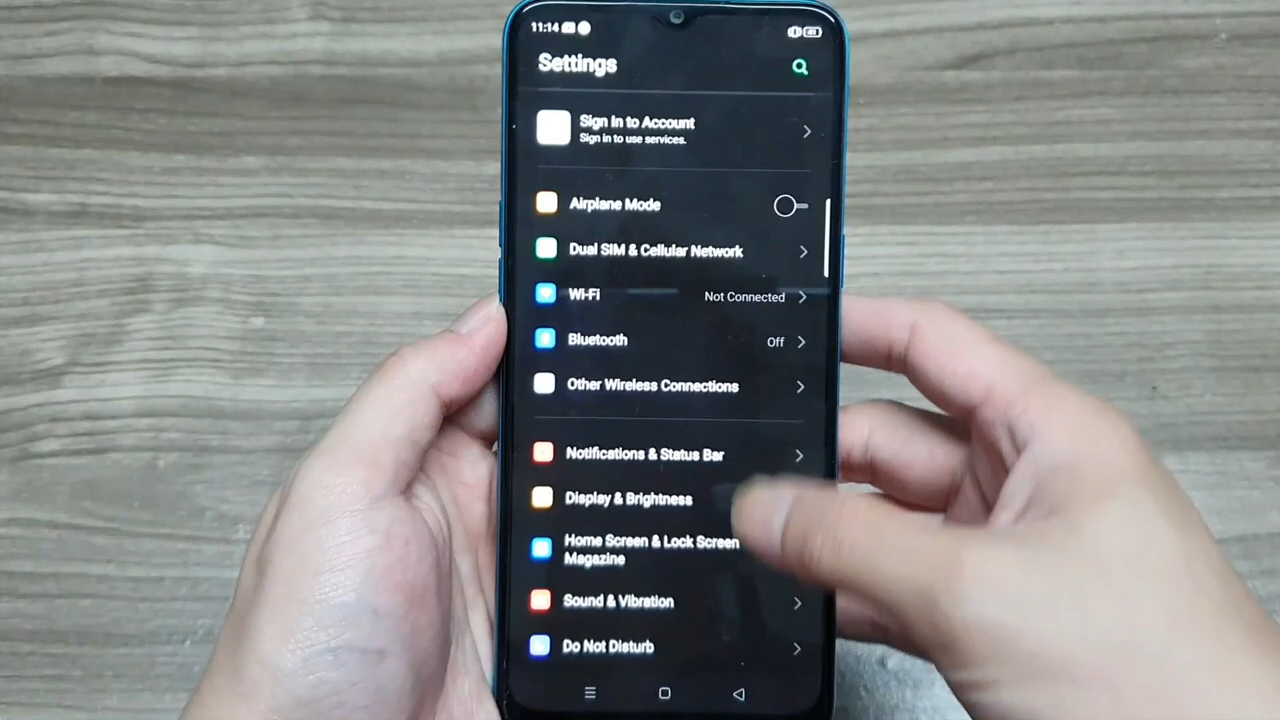 11:14
Settings
Sign In to Account
Sign in to use services.
Airplane Mode
Dual SIM & Cellular Network
Wi-Fi Not Connected
Bluetooth Off
Other Wireless Connections
Notifications & Status Bar
Display & Brightness
Home Screen & Lock Screen
Magazine
Sound & Vibration
Do Not Disturb